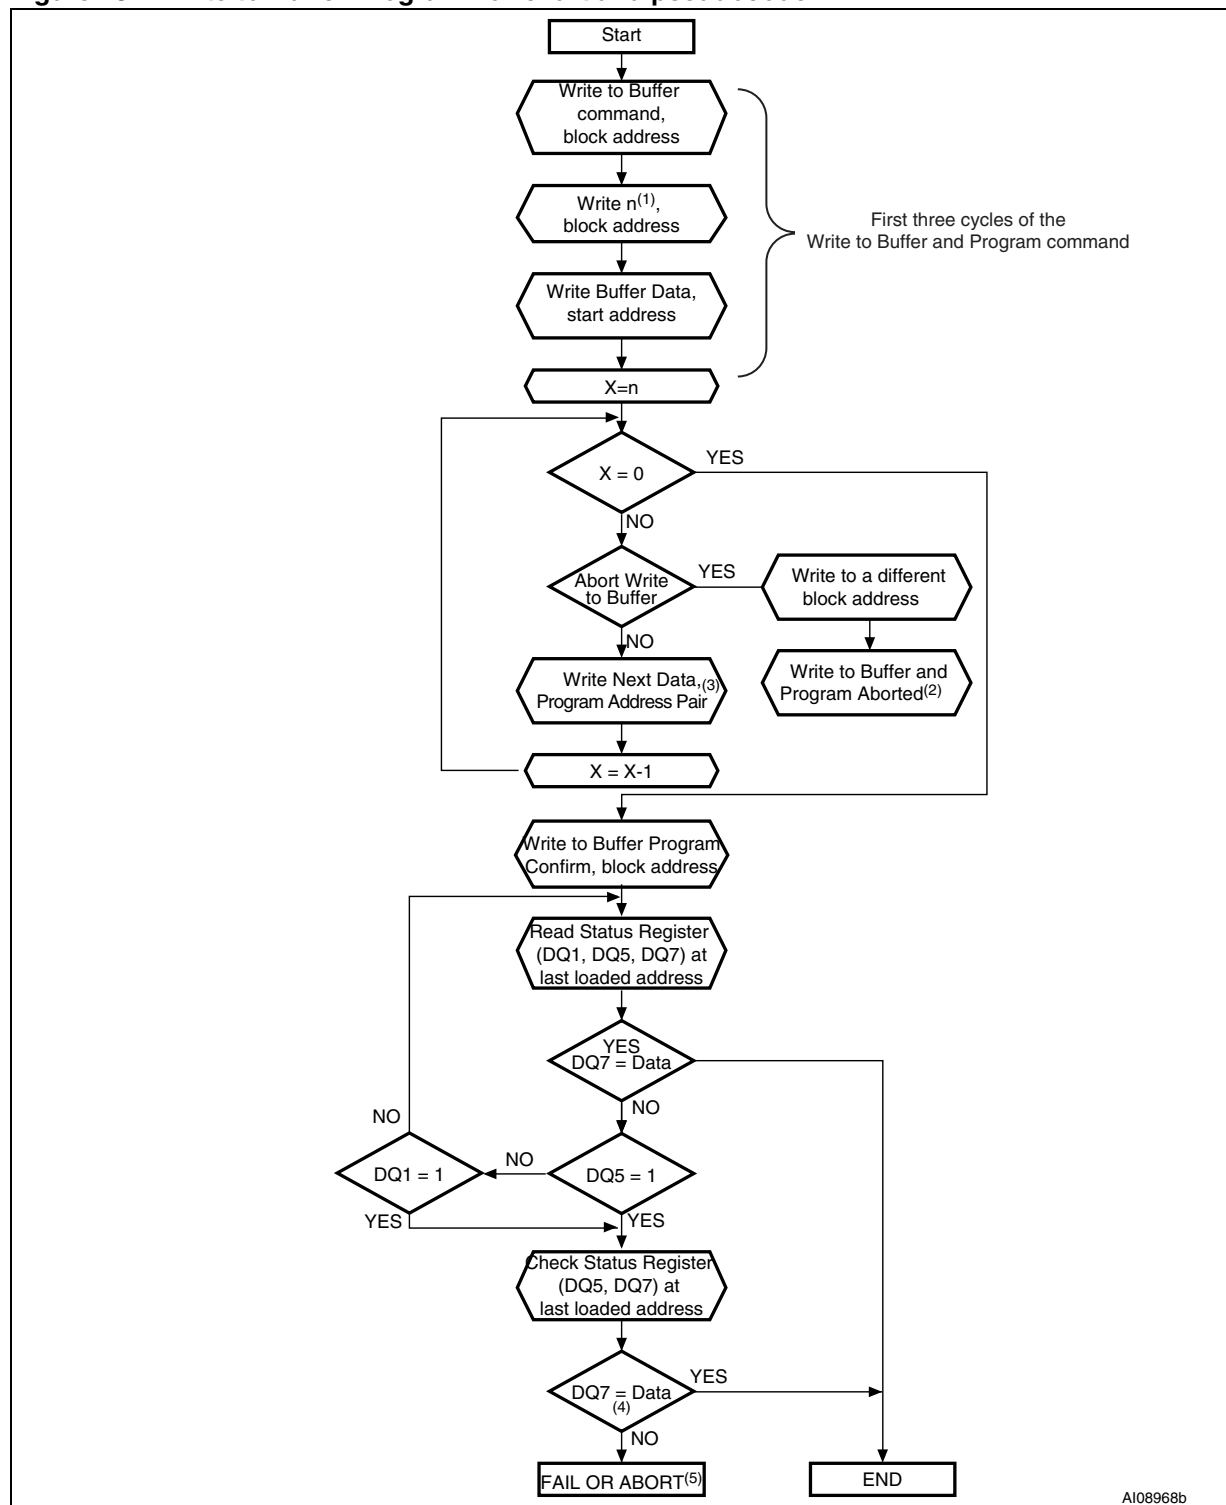 Start
Write to Buffer
command,
block address
Write n(1),
block address
First three cycles of the
Write to Buffer and Program command
Write Buffer Data,
start address
X=n
X = 0
YES
NO
Abort Write
to Buffer
YES
Write to a different
block address
NO
Write Next Data,(3)
Program Address Pair
Write to Buffer and
Program Aborted(2)
X = X-1
Write to Buffer Program
Confirm, block address
Read Status Register
(DQ1, DQ5, DQ7) at
last loaded address
YES
DQ7 = Data
NO
NO
DQ1 = 1
NO
DQ5 = 1
YES
YES
Check Status Register
(DQ5, DQ7) at
last loaded address
YES
DQ7 = Data
(4)
NO
FAIL OR ABORT(5)
END
AI08968b